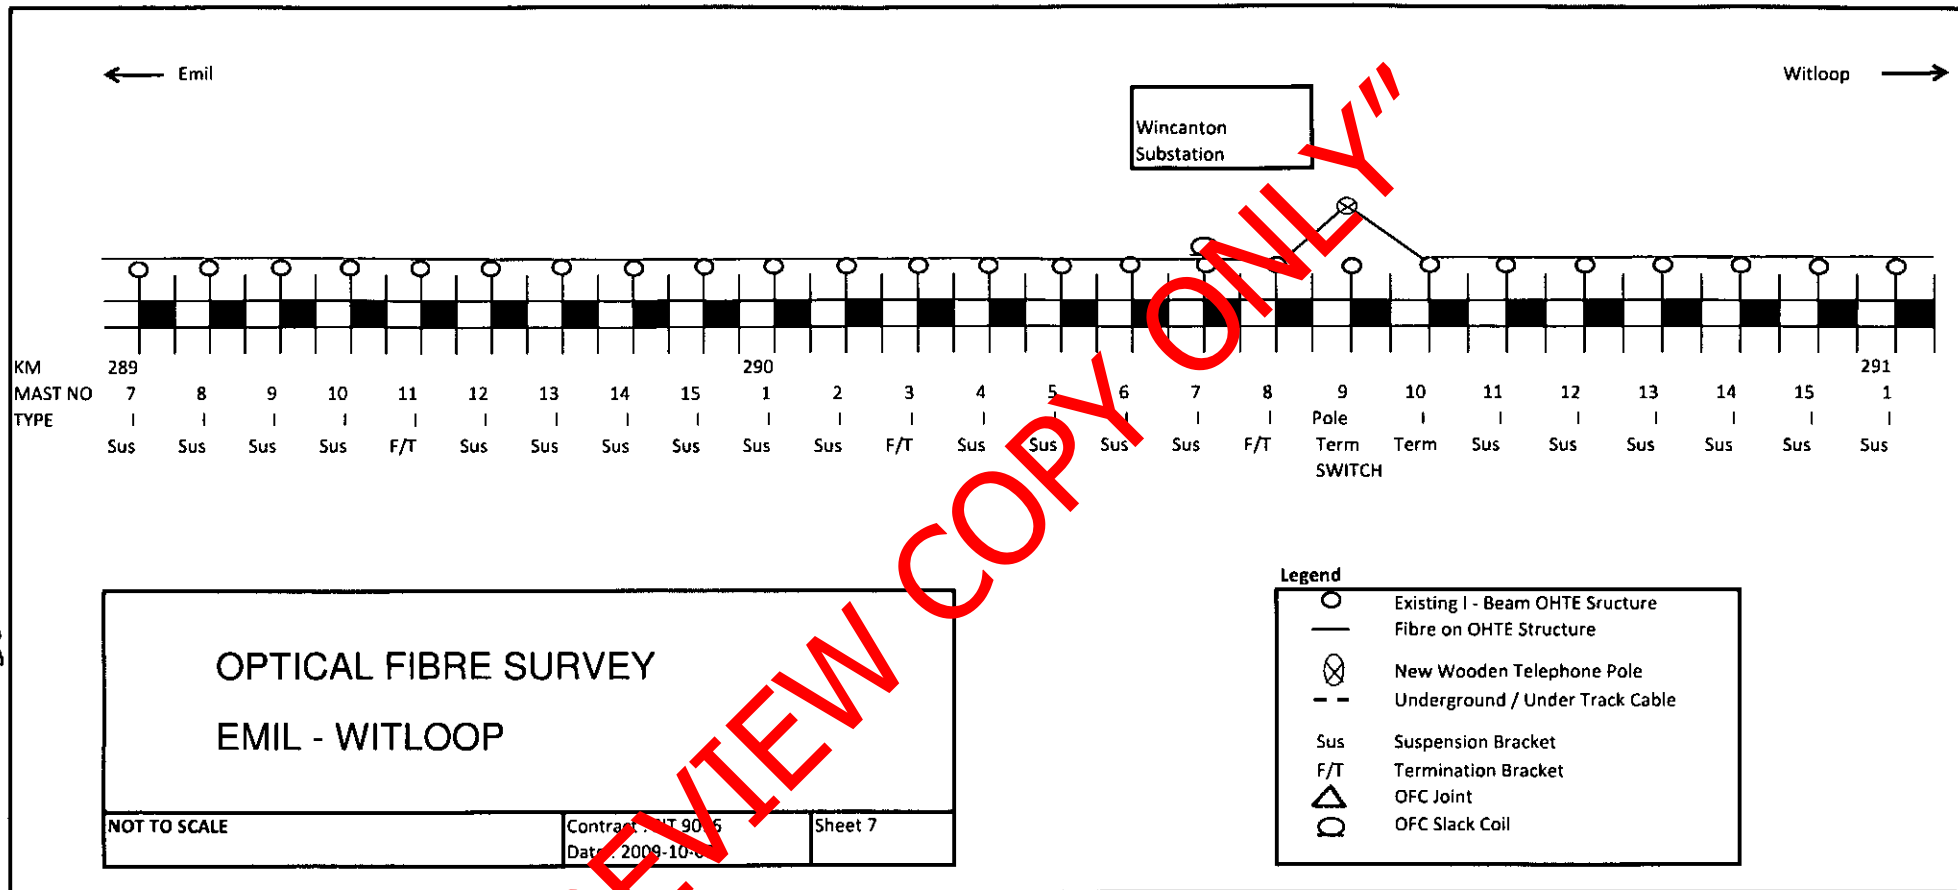 Emil
Witloop
Wincanton
Substation
KM 289 290 291
MAST NO 7 8 9 10 11 12 13 14 15 1 2 3 4 5 6 7 8 9 10 11 12 13 14 15 1
TYPE I I I I I I I I I I I I I I I I I Pole I I I I I I I
Sus Sus Sus Sus F/T Sus Sus Sus Sus Sus Sus F/T Sus Sus Sus Sus F/T Term Term Sus Sus Sus Sus Sus Sus
SWITCH
OPTICAL FIBRE SURVEY
EMIL - WITLOOP
NOT TO SCALE
Contract :
Date : 2009-10-
Sheet 7
Legend
Existing I - Beam OHTE Sructure
Fibre on OHTE Structure
New Wooden Telephone Pole
Underground / Under Track Cable
Sus Suspension Bracket
F/T Termination Bracket
OFC Joint
OFC Slack Coil
EVIEW COPY ONLY”